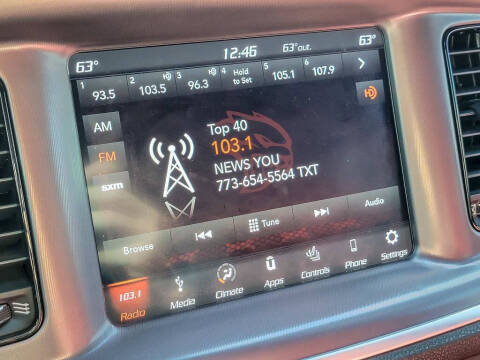 63° 12:46 63°out. 63°
1 93.5 2 103.5 3 96.3 4 Hold to Set 5 105.1 6 107.9
AM
FM
sxm
Top 40
103.1
NEWS YOU
773-654-5564 TXT
Browse Tune Audio
103.1
Radio Media Climate Apps Controls Phone Settings